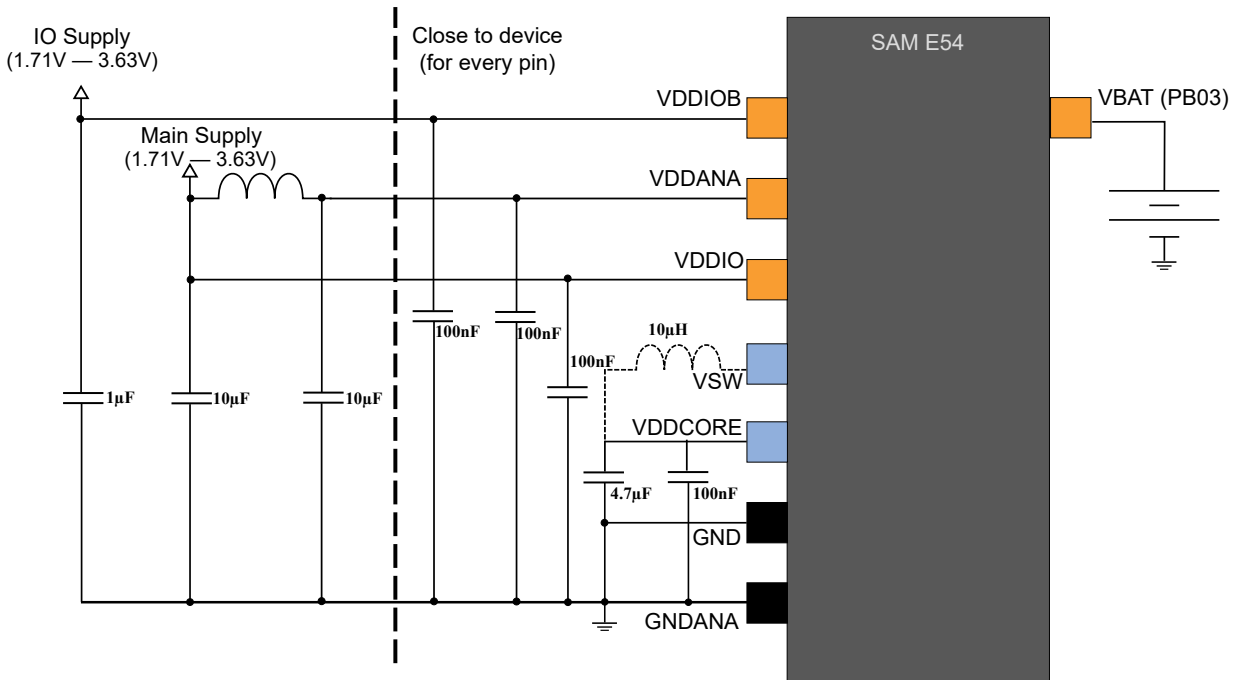 IO Supply
(1.71V — 3.63V)
Close to device
(for every pin)
SAM E54
VDDIOB
VBAT (PB03)
Main Supply
(1.71V — 3.63V)
VDDANA
VDDIO
100nF
100nF
10µH
100nF
VSW
1µF
10µF
10µF
VDDCORE
4.7µF
100nF
GND
GNDANA